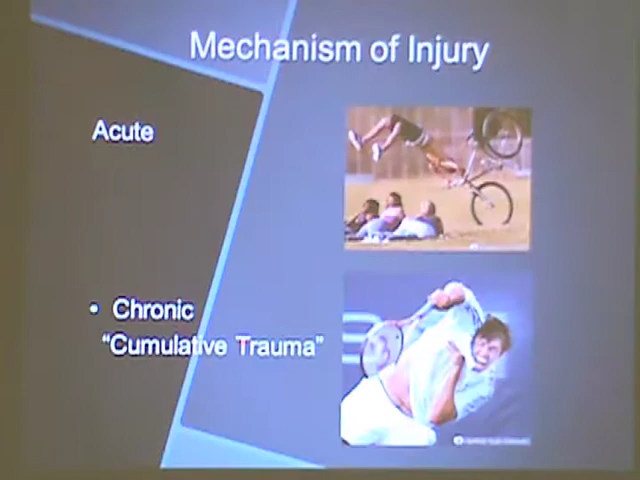 Mechanism of Injury
Acute
• Chronic
“Cumulative Trauma”